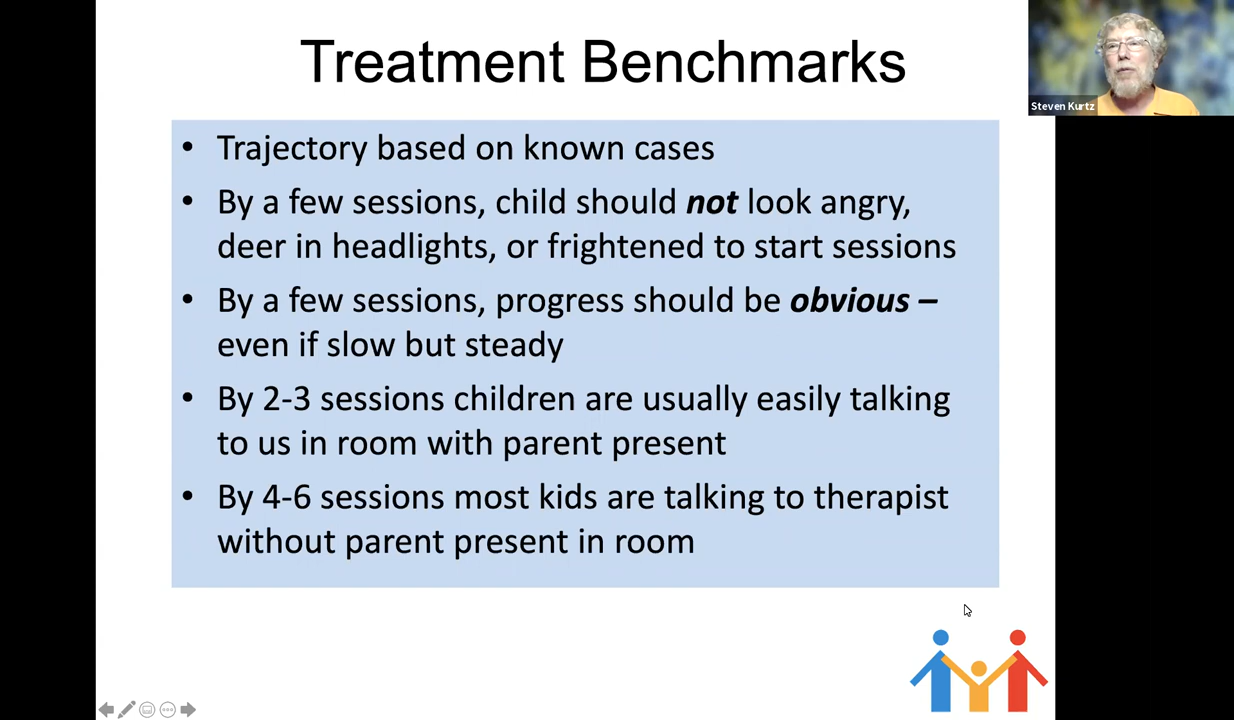 Treatment Benchmarks
Steven Kurtz
• Trajectory based on known cases
• By a few sessions, child should not look angry,
deer in headlights, or frightened to start sessions
• By a few sessions, progress should be obvious –
even if slow but steady
• By 2-3 sessions children are usually easily talking
to us in room with parent present
• By 4-6 sessions most kids are talking to therapist
without parent present in room